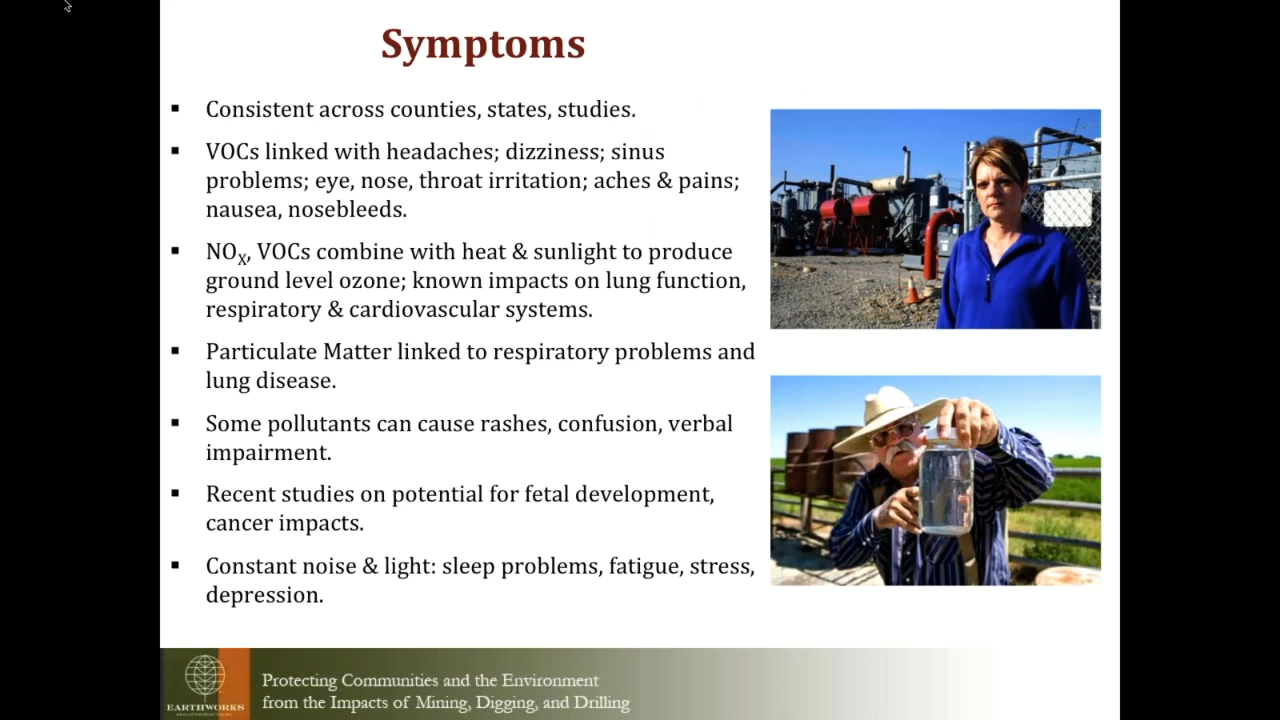 Symptoms
▪ Consistent across counties, states, studies.
▪ VOCs linked with headaches; dizziness; sinus
problems; eye, nose, throat irritation; aches & pains;
nausea, nosebleeds.
▪ NOX, VOCs combine with heat & sunlight to produce
ground level ozone; known impacts on lung function,
respiratory & cardiovascular systems.
▪ Particulate Matter linked to respiratory problems and
lung disease.
▪ Some pollutants can cause rashes, confusion, verbal
impairment.
▪ Recent studies on potential for fetal development,
cancer impacts.
▪ Constant noise & light: sleep problems, fatigue, stress,
depression.
EARTHWORKS
Protecting Communities and the Environment
from the Impacts of Mining, Digging, and Drilling